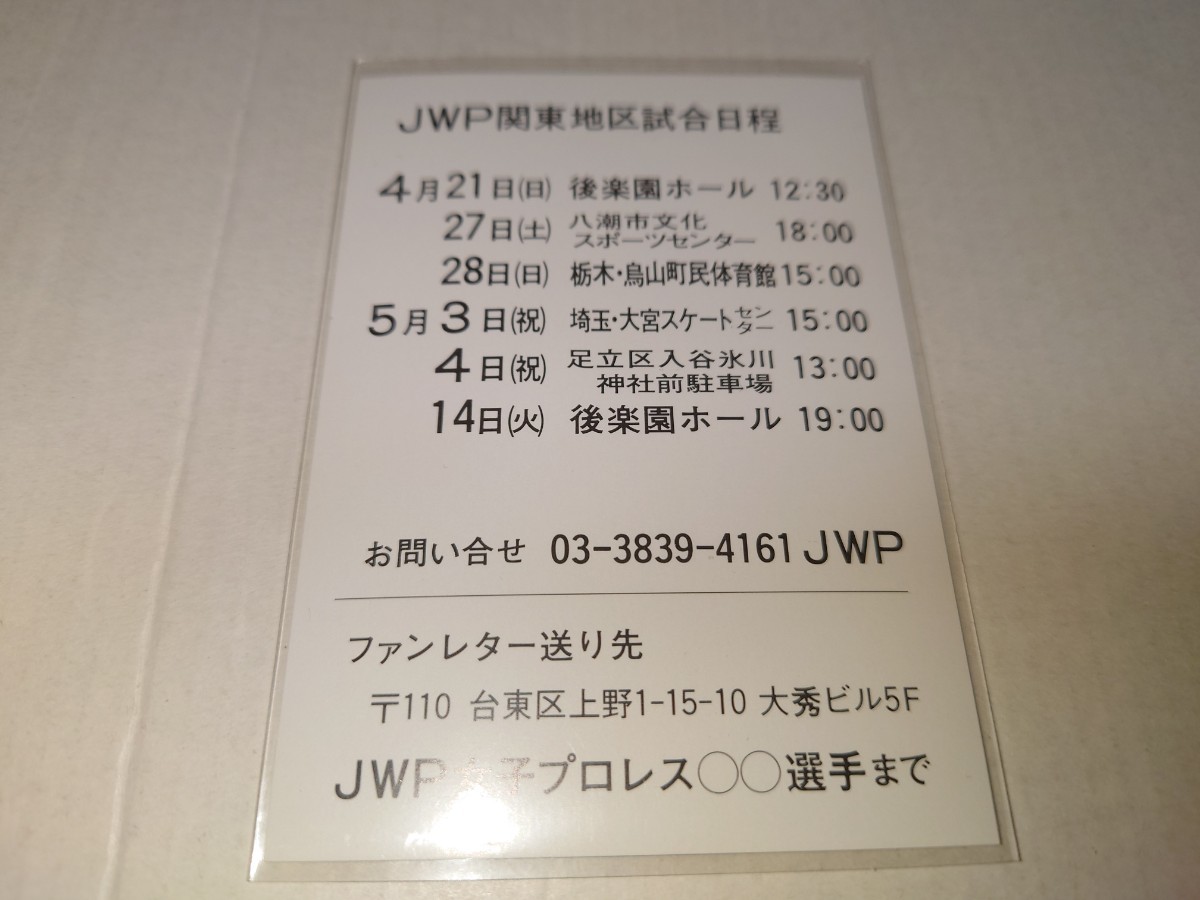 JWP関東地区試合日程
4月21日(日) 後楽園ホール 12:30
27日(土) 八潮市文化スポーツセンター 18:00
28日(日) 栃木・烏山町民体育館 15:00
5月3日(祝) 埼玉・大宮スケートセンター 15:00
4日(祝) 足立区入谷氷川神社前駐車場 13:00
14日(火) 後楽園ホール 19:00
お問い合せ 03-3839-4161 JWP
ファンレター送り先
〒110 台東区上野1-15-10 大秀ビル5F
JWP 子プロレス○○選手まで